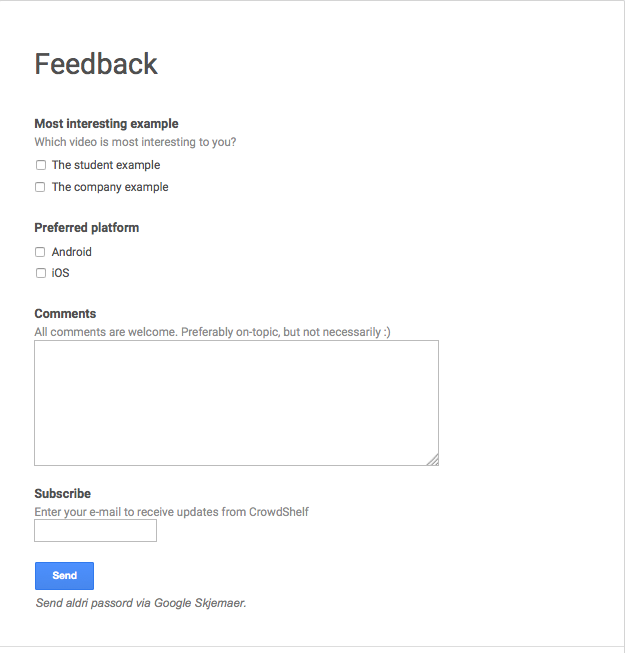 Feedback
Most interesting example
Which video is most interesting to you?
The student example
The company example
Preferred platform
Android
iOS
Comments
All comments are welcome. Preferably on-topic, but not necessarily :)
Subscribe
Enter your e-mail to receive updates from CrowdShelf
Send
Send aldri passord via Google Skjemaer.